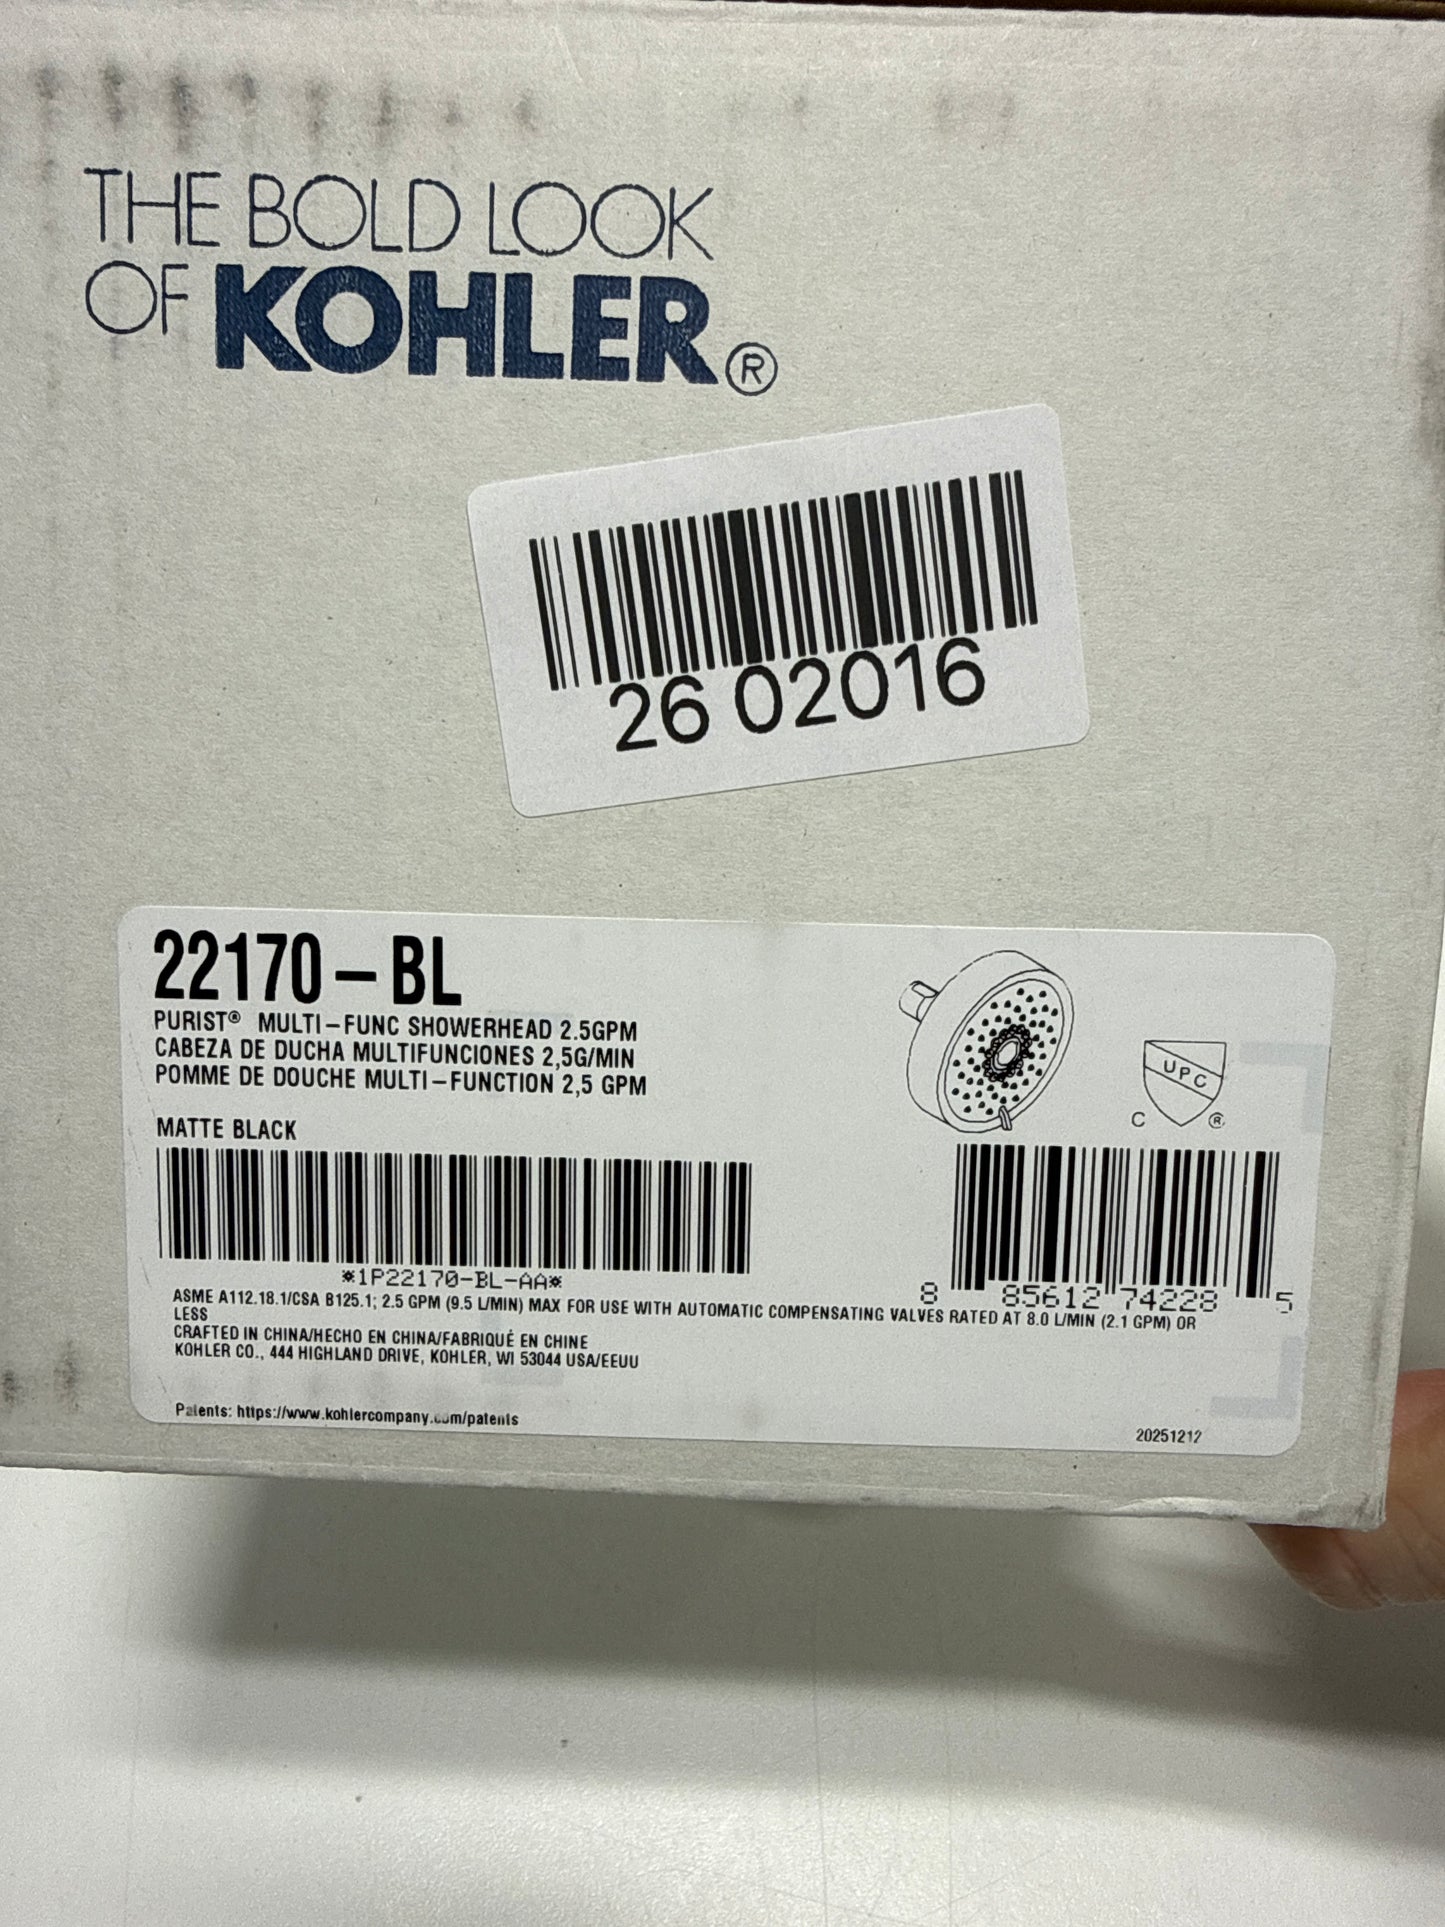 THE BOLD LOOK
OF KOHLER®
26 02016
22170-BL
PURIST® MULTI-FUNC SHOWERHEAD 2.5GPM
CABEZA DE DUCHA MULTIFUNCIONES 2,5G/MIN
POMME DE DOUCHE MULTI-FUNCTION 2,5 GPM
UPC
C ®
MATTE BLACK
*1P22170-BL-AA*
8 85612 74228 5
ASME A112.18.1/CSA B125.1; 2.5 GPM (9.5 L/MIN) MAX FOR USE WITH AUTOMATIC COMPENSATING VALVES RATED AT 8.0 L/MIN (2.1 GPM) OR
LESS
CRAFTED IN CHINA/HECHO EN CHINA/FABRIQUÉ EN CHINE
KOHLER CO., 444 HIGHLAND DRIVE, KOHLER, WI 53044 USA/EEUU
Patents: https://www.kohlercompany.com/patents
20251212